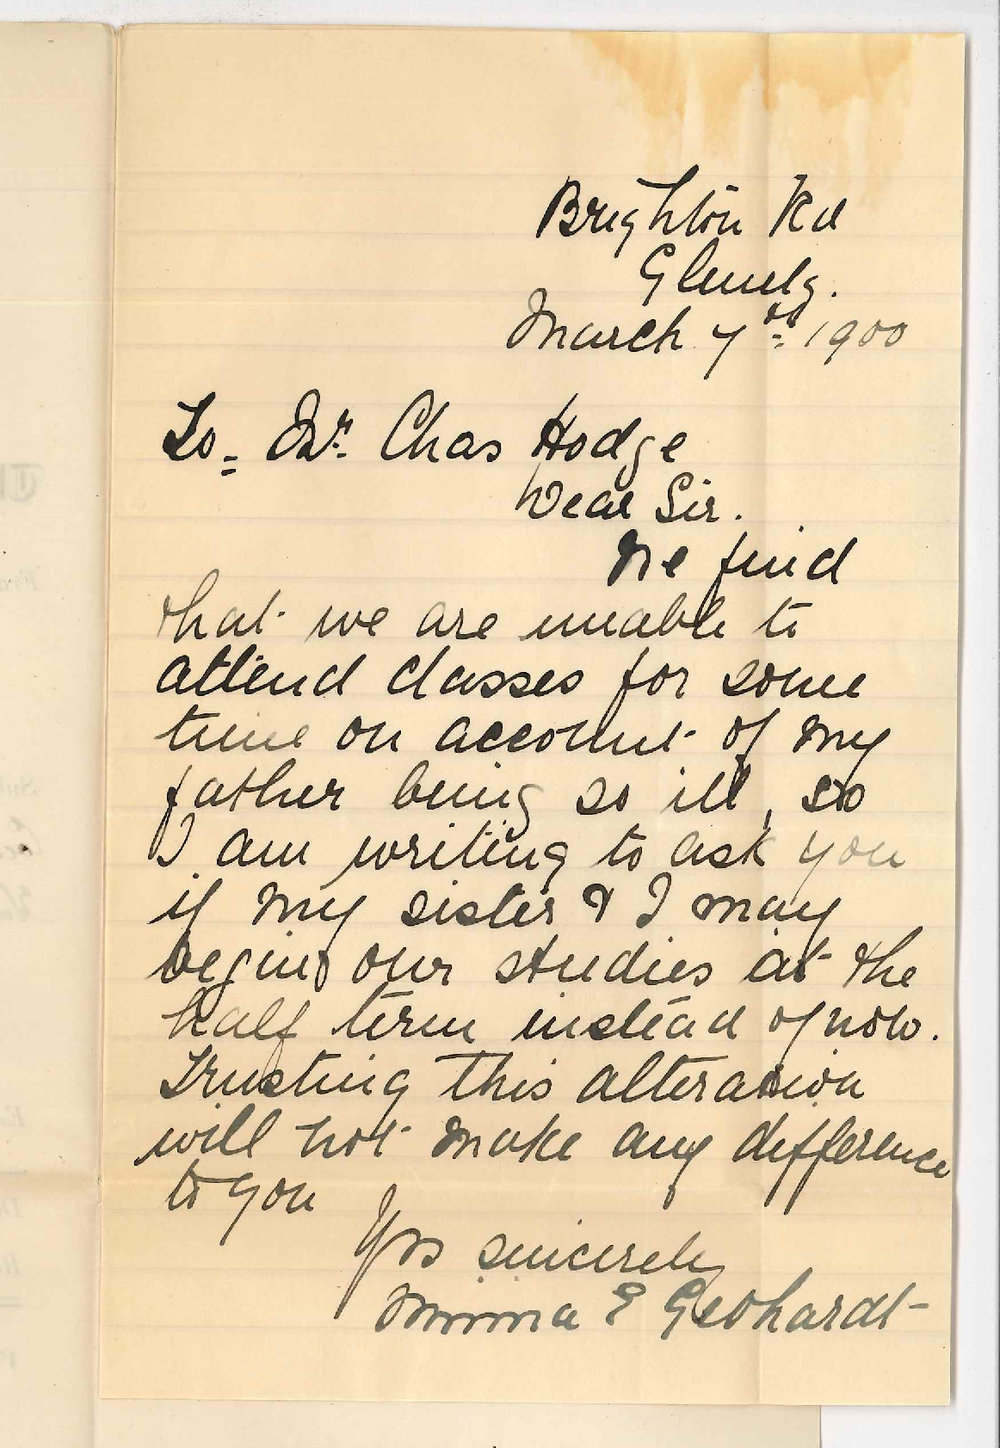 Brighton Rd
Glenelg.
March 7th 1900
To = Mr. Chas Hodge
Dear Sir.
We find
that we are unable to
attend classes for some
time on account of my
father being so ill, so
I am writing to ask you
if my sister & I may
begin our studies at the
half term instead of now.
Trusting this alteration
will not make any difference
to you
Yrs sincerely
Minna E Gebhardt